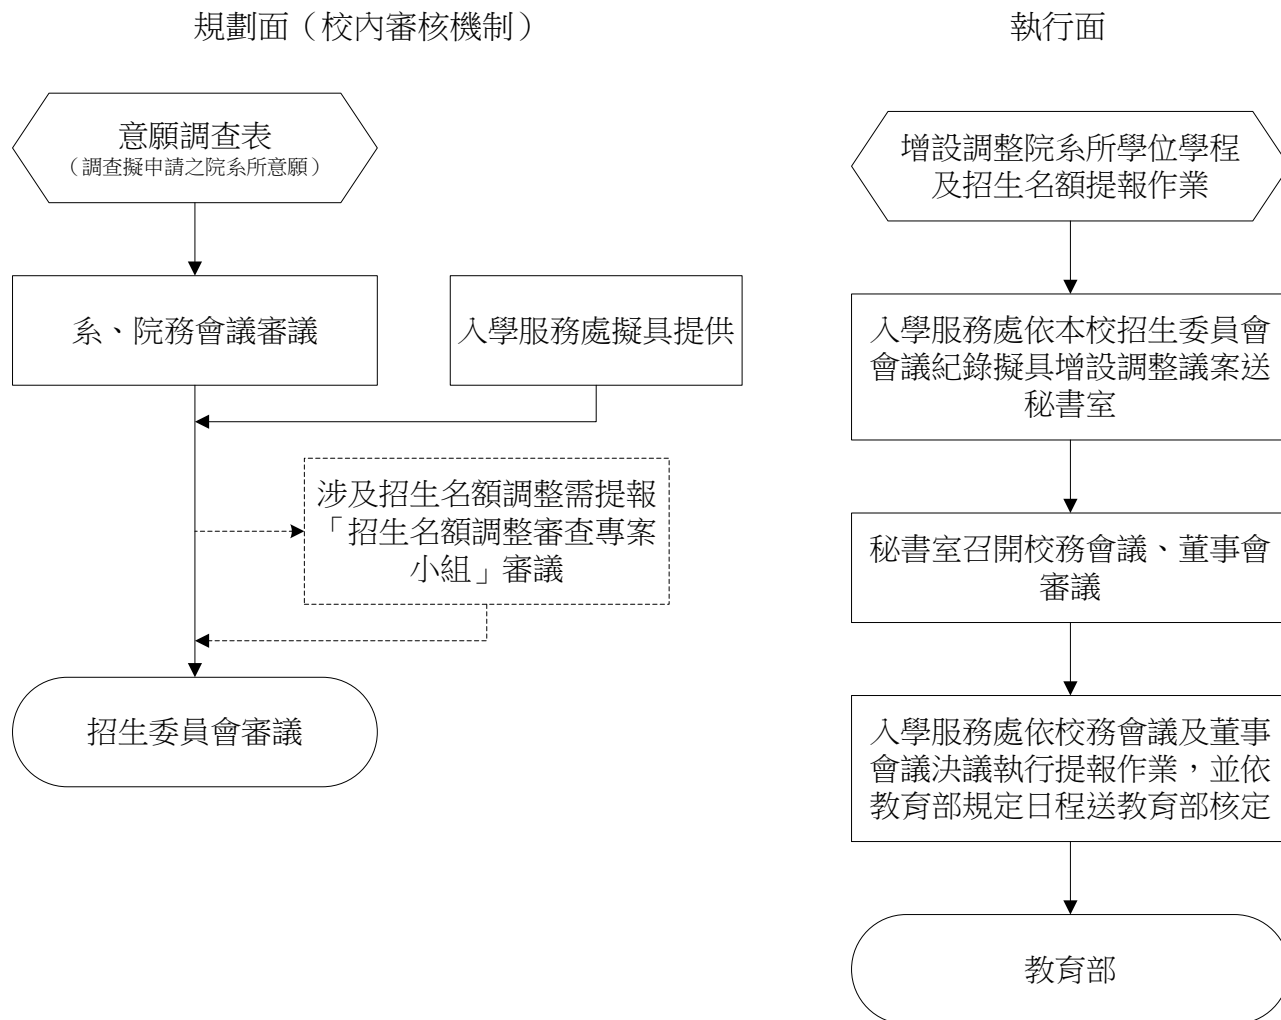 規劃面（校內審核機制）
意願調查表
（調查擬申請之院系所意願）
系、院務會議審議
入學服務處擬具提供
涉及招生名額調整需提報
「招生名額調整審查專案
小組」審議
招生委員會審議
執行面
增設調整院系所學位學程
及招生名額提報作業
入學服務處依本校招生委員會
會議紀錄擬具增設調整議案送
秘書室
秘書室召開校務會議、董事會
審議
入學服務處依校務會議及董事
會議決議執行提報作業，並依
教育部規定日程送教育部核定
教育部